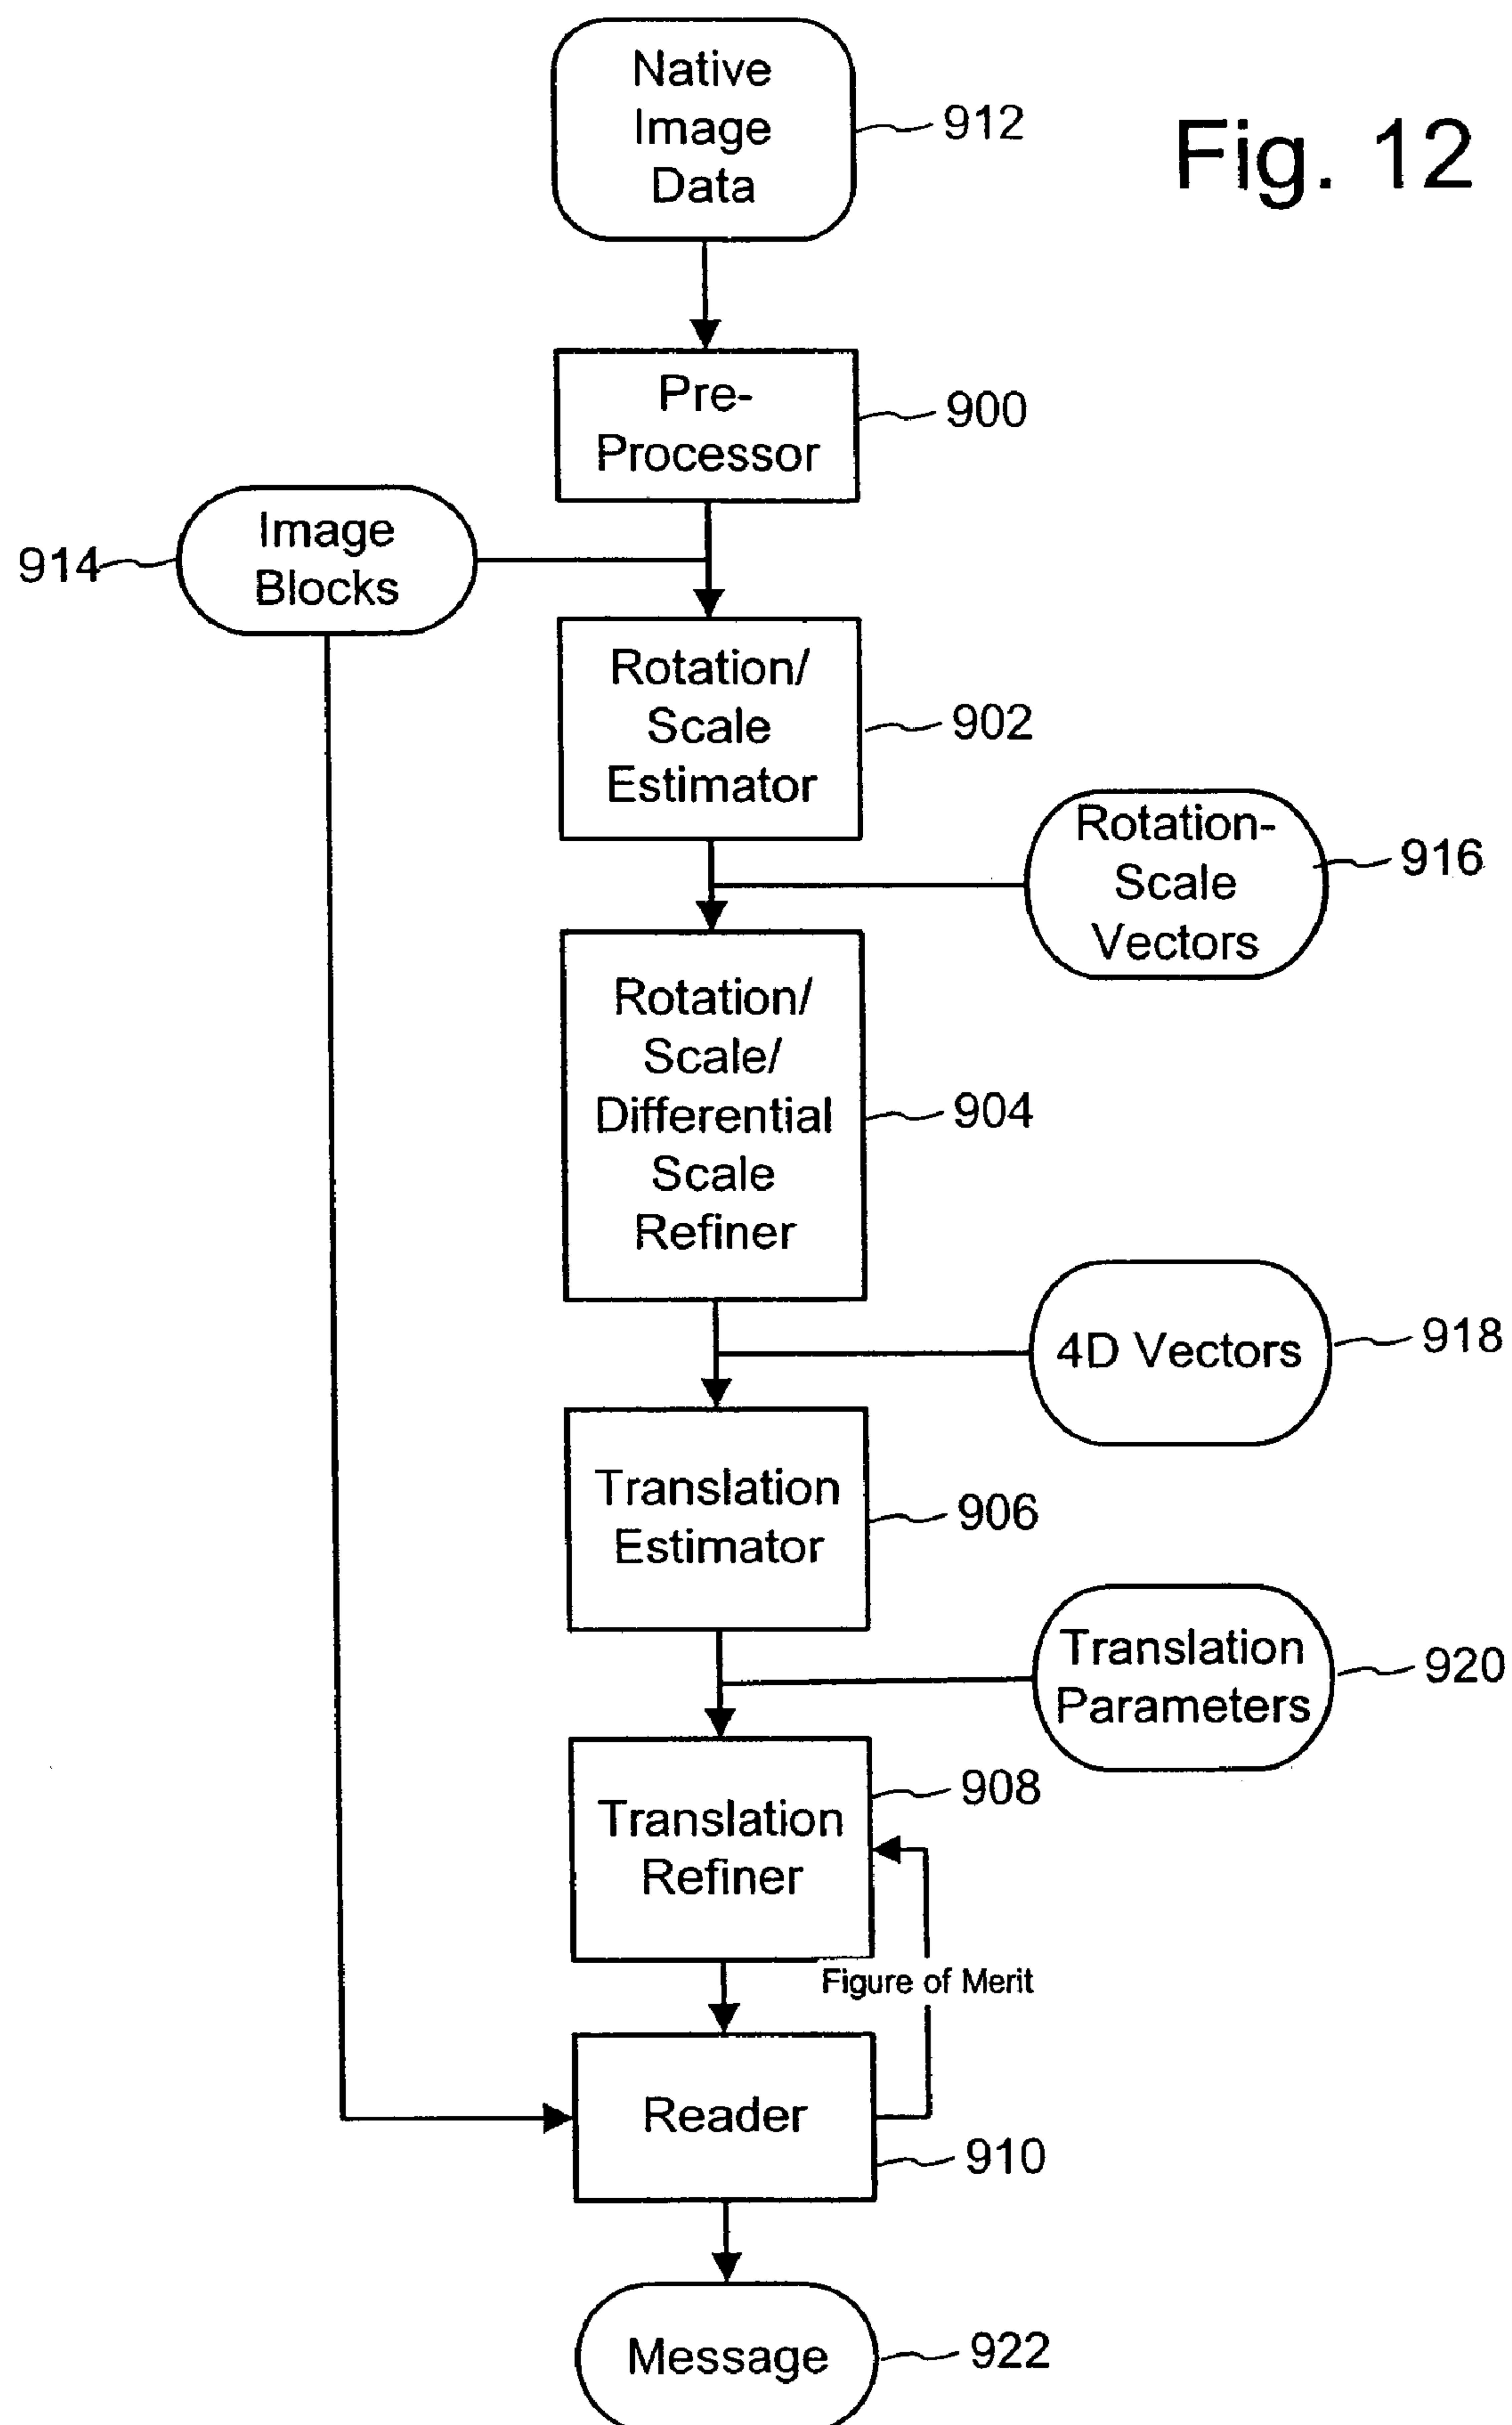 Native
Image
Data
912
Fig. 12
Pre-
Processor
900
Image
Blocks
914
Rotation/
Scale
Estimator
902
Rotation-
Scale
Vectors
916
Rotation/
Scale/
Differential
Scale
Refiner
904
4D Vectors
918
Translation
Estimator
906
Translation
Parameters
920
Translation
Refiner
908
Figure of Merit
Reader
910
Message
922